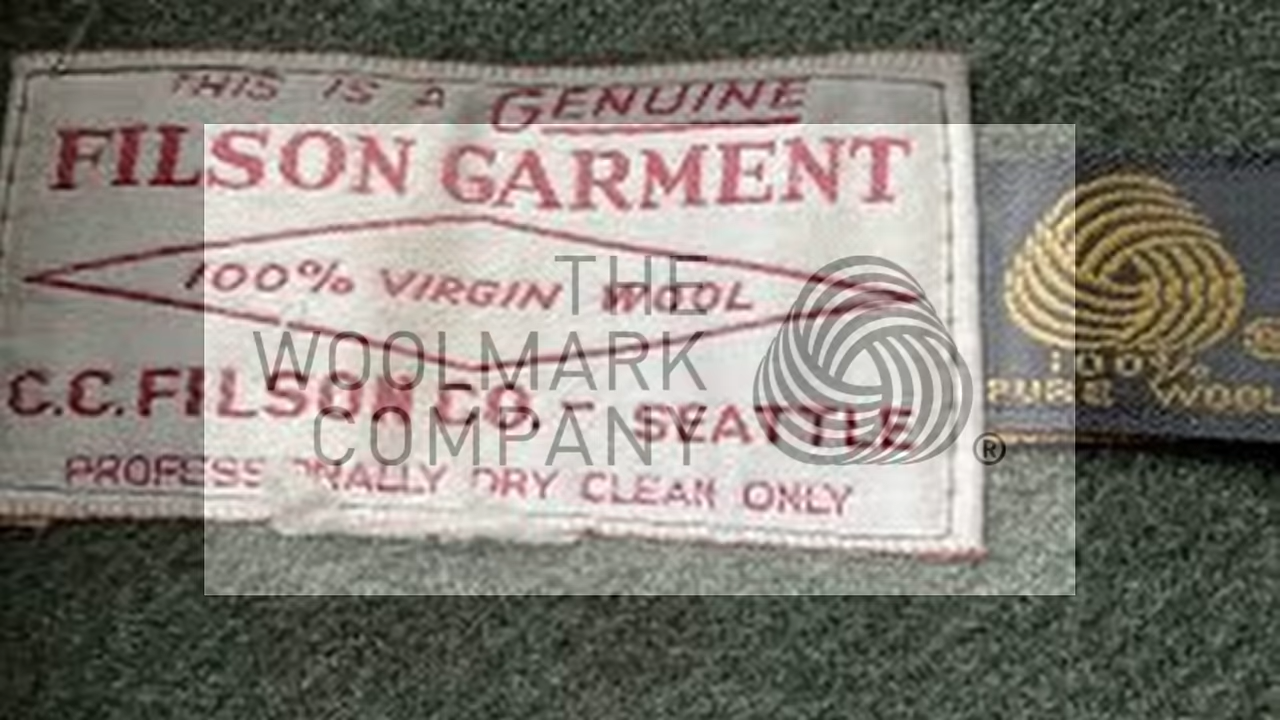 THIS IS A GENUINE
FILSON GARMENT
100% VIRGIN WOOL
C.C. FILSON CO. - SEATTLE
PROFESSIONALLY DRY CLEAN ONLY
THE
WOOLMARK
COMPANY
®
100%
PURE WOOL